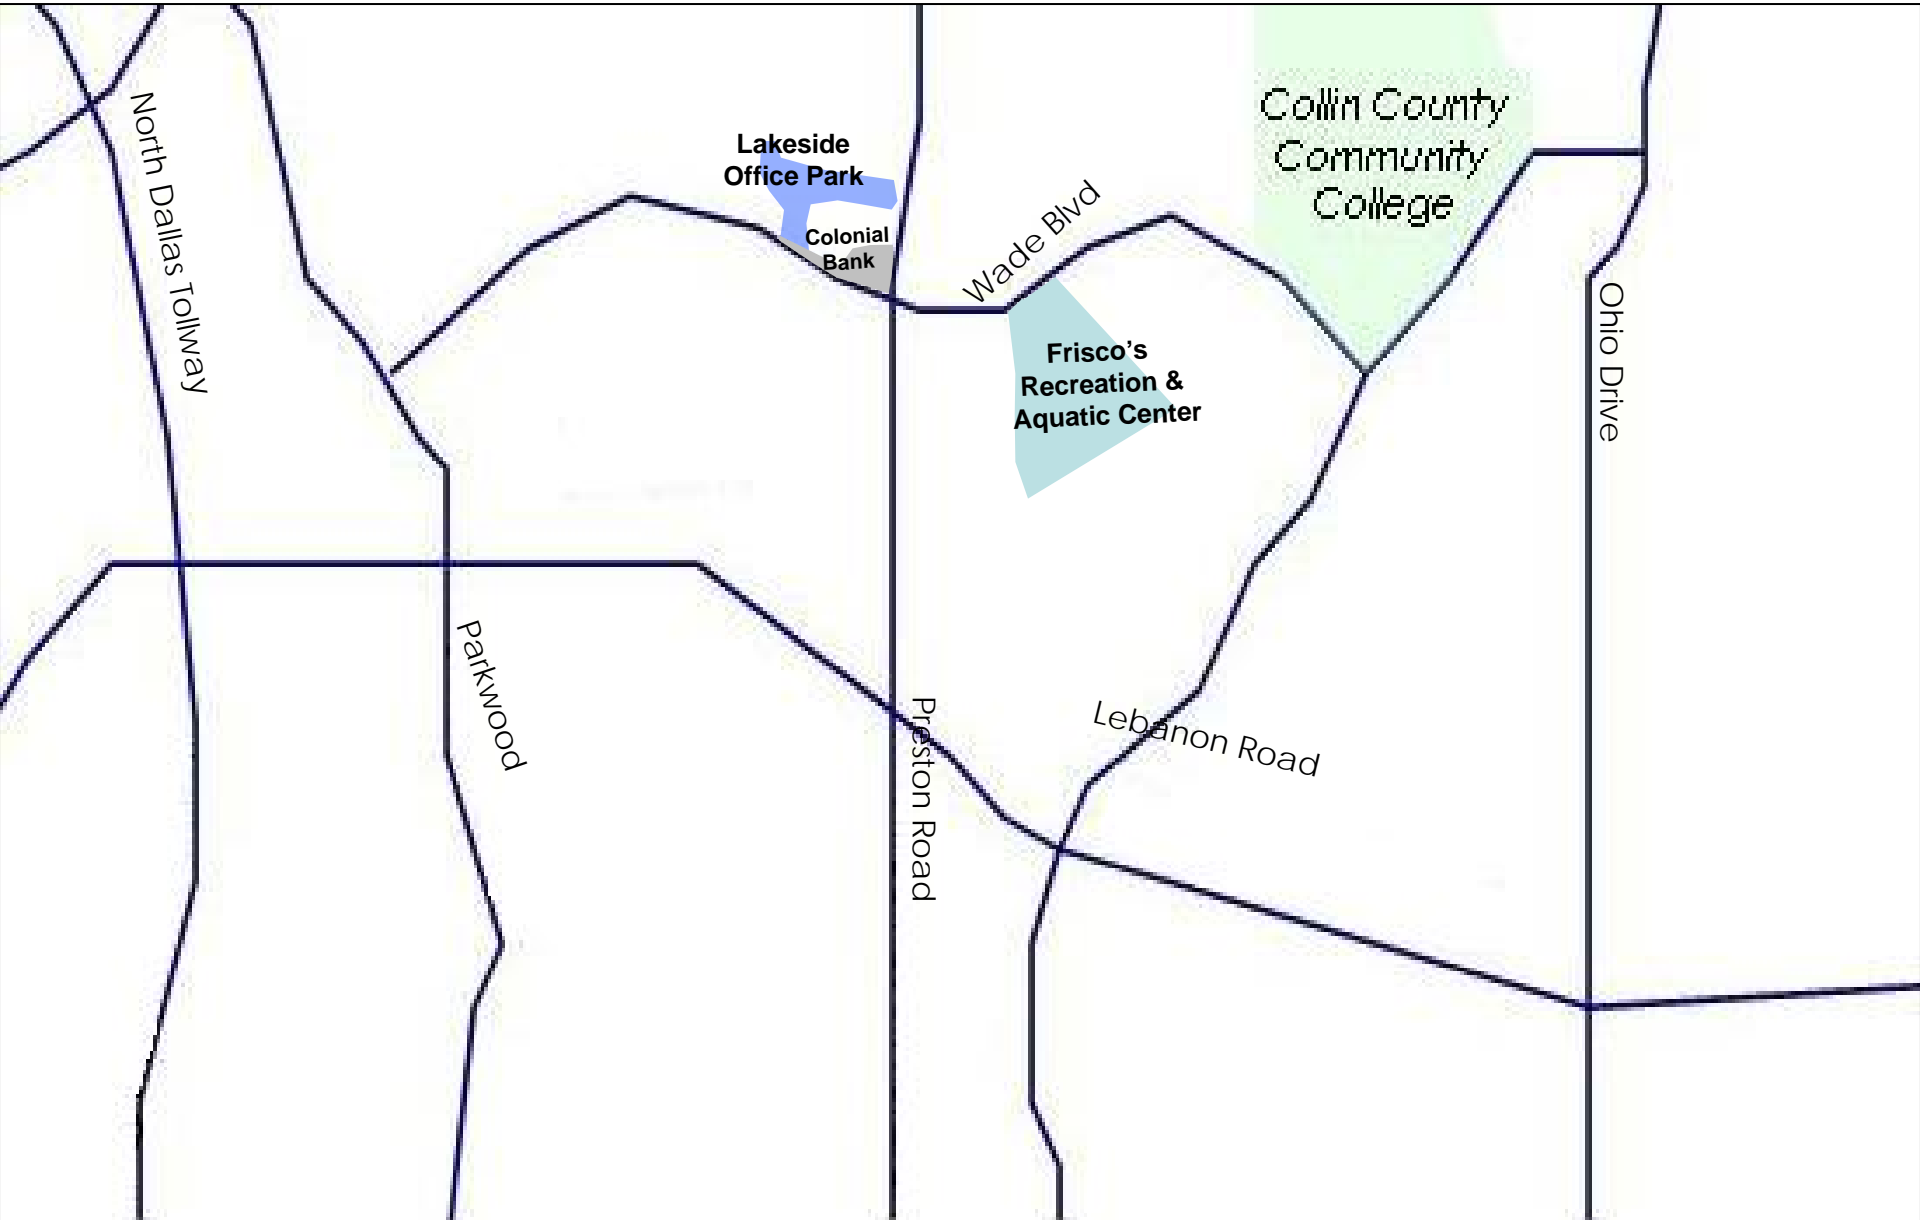 North Dallas Tollway
Lakeside
Office Park
Colonial
Bank
Wade Blvd
Collin County
Community
College
Frisco's
Recreation &
Aquatic Center
Ohio Drive
Parkwood
Preston Road
Lebanon Road